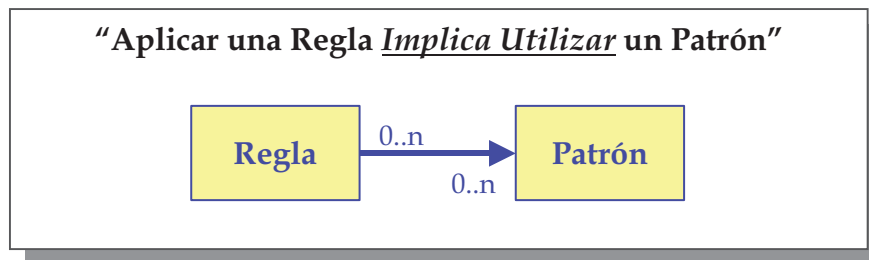 “Aplicar una Regla Implica Utilizar un Patrón”
Regla
0..n
0..n
Patrón